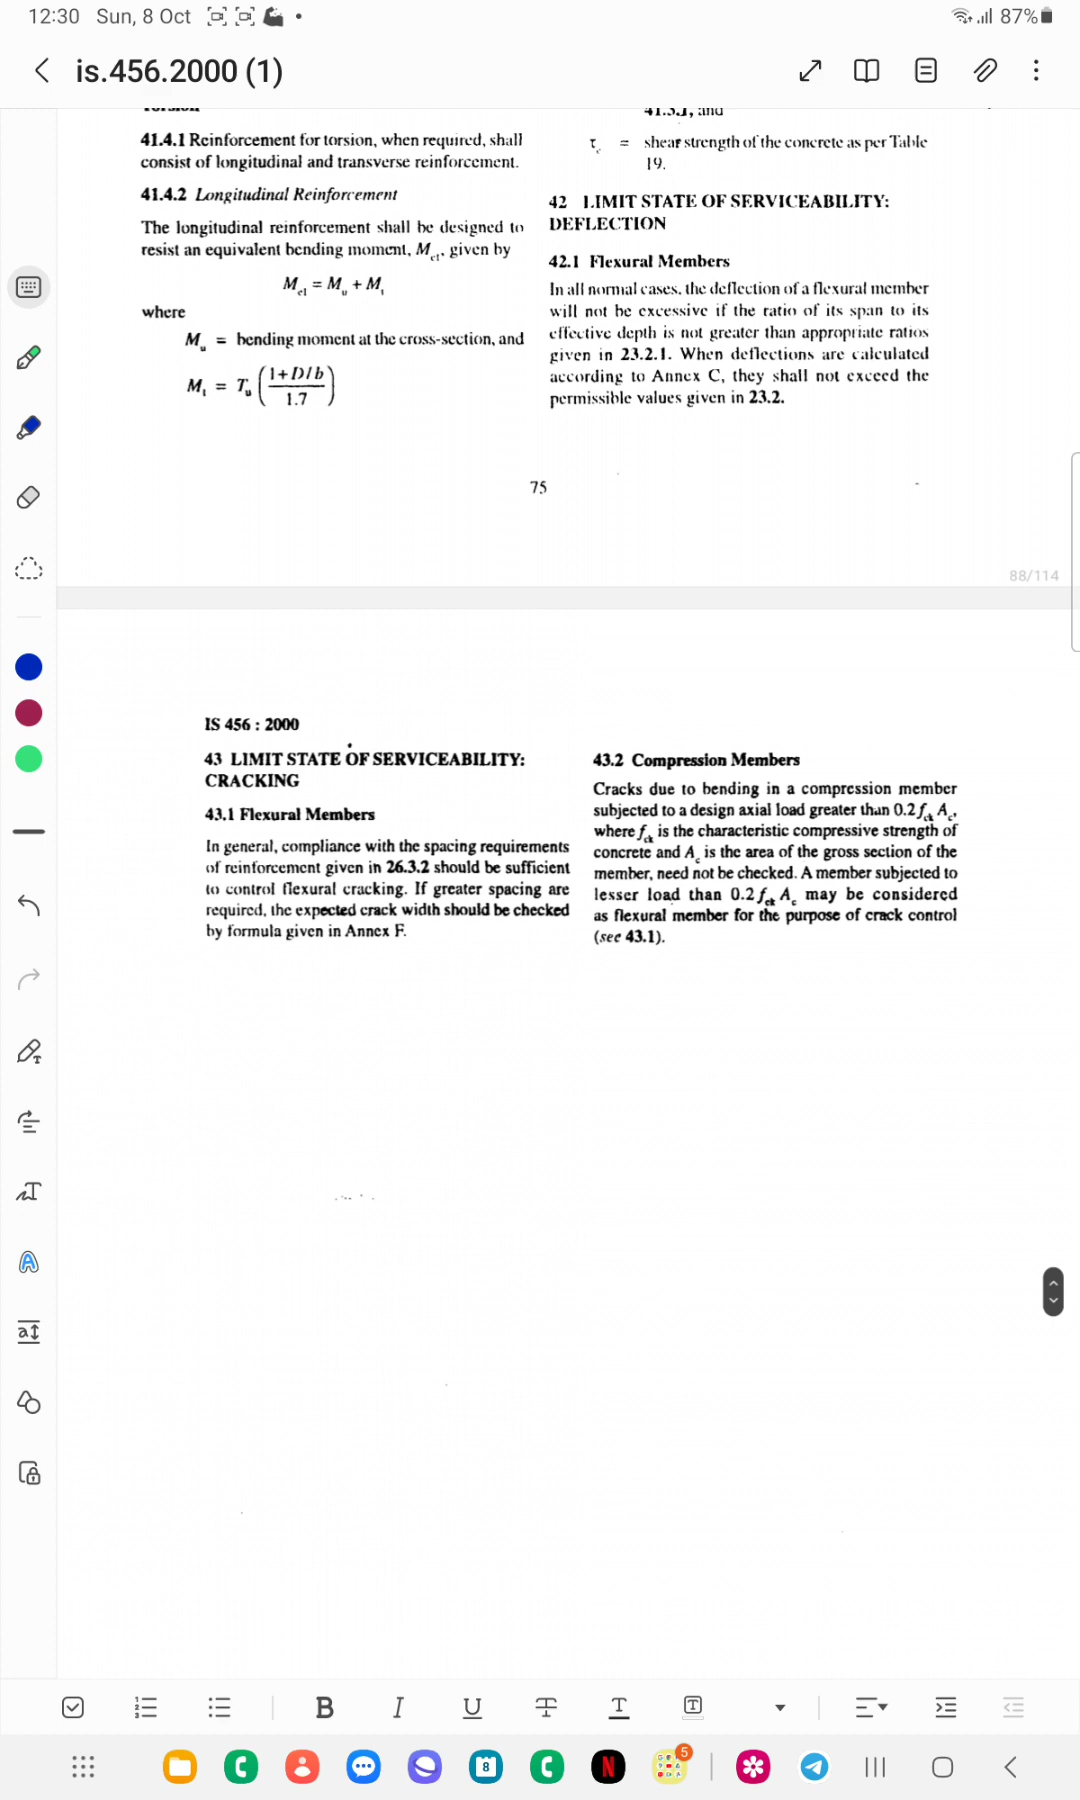 12:30 Sun, 8 Oct
87%
is.456.2000 (1)
41.4.1 Reinforcement for torsion, when required, shall
consist of longitudinal and transverse reinforcement.
41.4.2 Longitudinal Reinforcement
The longitudinal reinforcement shall be designed to
resist an equivalent bending moment, Me1, given by
Me1 = Mu + Mt
where
Mu = bending moment at the cross-section, and
Mt = Tu ( 1+D/b / 1.7 )
41.3.1, and
τc = shear strength of the concrete as per Table
19.
42 LIMIT STATE OF SERVICEABILITY:
DEFLECTION
42.1 Flexural Members
In all normal cases, the deflection of a flexural member
will not be excessive if the ratio of its span to its
effective depth is not greater than appropriate ratios
given in 23.2.1. When deflections are calculated
according to Annex C, they shall not exceed the
permissible values given in 23.2.
75
88/114
IS 456 : 2000
43 LIMIT STATE OF SERVICEABILITY:
CRACKING
43.1 Flexural Members
In general, compliance with the spacing requirements
of reinforcement given in 26.3.2 should be sufficient
to control flexural cracking. If greater spacing are
required, the expected crack width should be checked
by formula given in Annex F.
43.2 Compression Members
Cracks due to bending in a compression member
subjected to a design axial load greater than 0.2 fck Ac,
where fck is the characteristic compressive strength of
concrete and Ac is the area of the gross section of the
member, need not be checked. A member subjected to
lesser load than 0.2 fck Ac may be considered
as flexural member for the purpose of crack control
(see 43.1).
B I U T T T
8
N
5